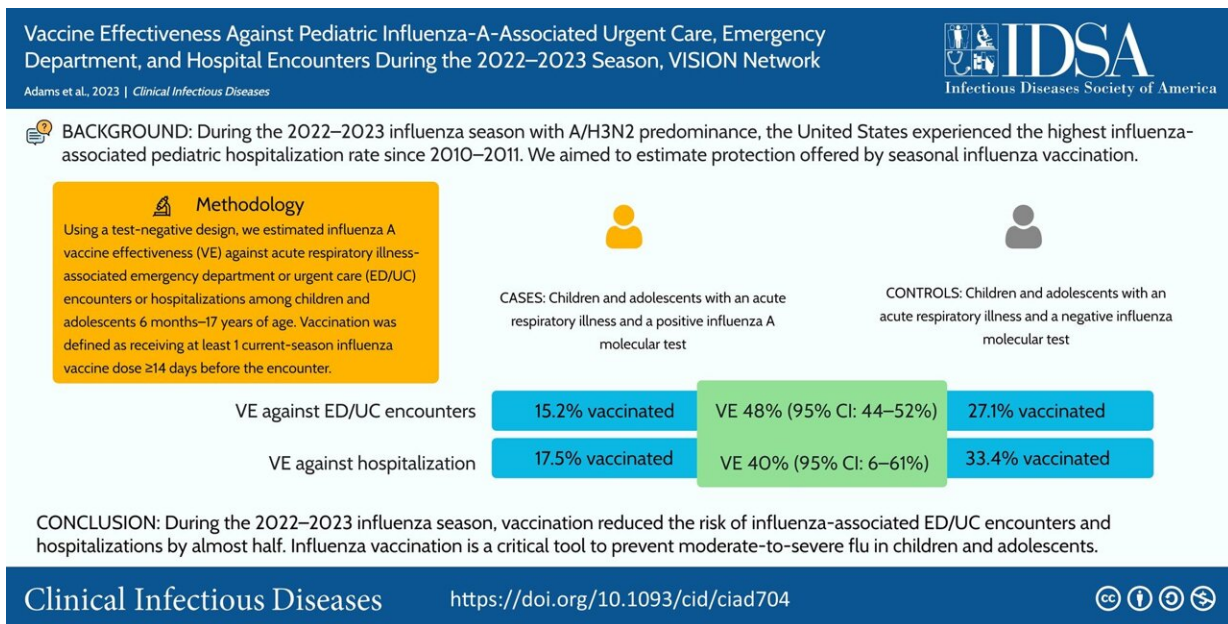 Vaccine Effectiveness Against Pediatric Influenza-A-Associated Urgent Care, Emergency
Department, and Hospital Encounters During the 2022–2023 Season, VISION Network
Adams et al., 2023 | Clinical Infectious Diseases
IDSA
Infectious Diseases Society of America
BACKGROUND: During the 2022–2023 influenza season with A/H3N2 predominance, the United States experienced the highest influenza-
associated pediatric hospitalization rate since 2010–2011. We aimed to estimate protection offered by seasonal influenza vaccination.
Methodology
Using a test-negative design, we estimated influenza A
vaccine effectiveness (VE) against acute respiratory illness-
associated emergency department or urgent care (ED/UC)
encounters or hospitalizations among children and
adolescents 6 months–17 years of age. Vaccination was
defined as receiving at least 1 current-season influenza
vaccine dose ≥14 days before the encounter.
CASES: Children and adolescents with an acute
respiratory illness and a positive influenza A
molecular test
CONTROLS: Children and adolescents with an
acute respiratory illness and a negative influenza
molecular test
VE against ED/UC encounters
15.2% vaccinated
VE 48% (95% CI: 44–52%)
27.1% vaccinated
VE against hospitalization
17.5% vaccinated
VE 40% (95% CI: 6–61%)
33.4% vaccinated
CONCLUSION: During the 2022–2023 influenza season, vaccination reduced the risk of influenza-associated ED/UC encounters and
hospitalizations by almost half. Influenza vaccination is a critical tool to prevent moderate-to-severe flu in children and adolescents.
Clinical Infectious Diseases
https://doi.org/10.1093/cid/ciad704